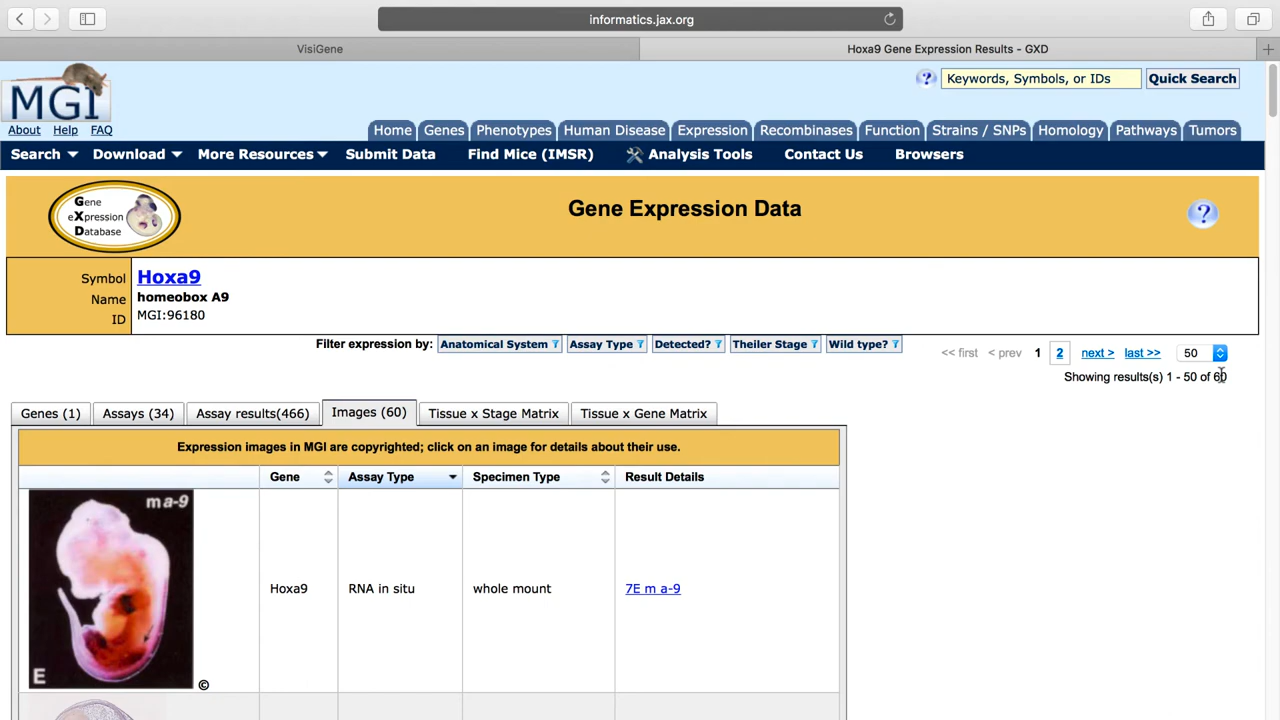 informatics.jax.org
VisiGene
Hoxa9 Gene Expression Results - GXD
MGI
About Help FAQ
? Keywords, Symbols, or IDs Quick Search
Home Genes Phenotypes Human Disease Expression Recombinases Function Strains / SNPs Homology Pathways Tumors
Search Download More Resources Submit Data Find Mice (IMSR) Analysis Tools Contact Us Browsers
Gene eXpression Database
Gene Expression Data
?
Symbol Hoxa9
Name homeobox A9
ID MGI:96180
Filter expression by: Anatomical System Assay Type Detected? Theiler Stage Wild type?
<< first < prev 1 2 next > last >> 50
Showing results(s) 1 - 50 of 60
Genes (1) Assays (34) Assay results(466) Images (60) Tissue x Stage Matrix Tissue x Gene Matrix
Expression images in MGI are copyrighted; click on an image for details about their use.
Gene Assay Type Specimen Type Result Details
m a-9
Hoxa9 RNA in situ whole mount 7E m a-9
E
©